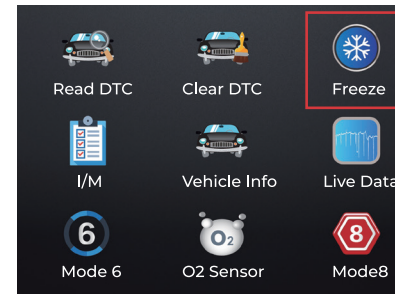 Read DTC Clear DTC Freeze
I/M Vehicle Info Live Data
6 O2 8
Mode 6 O2 Sensor Mode8